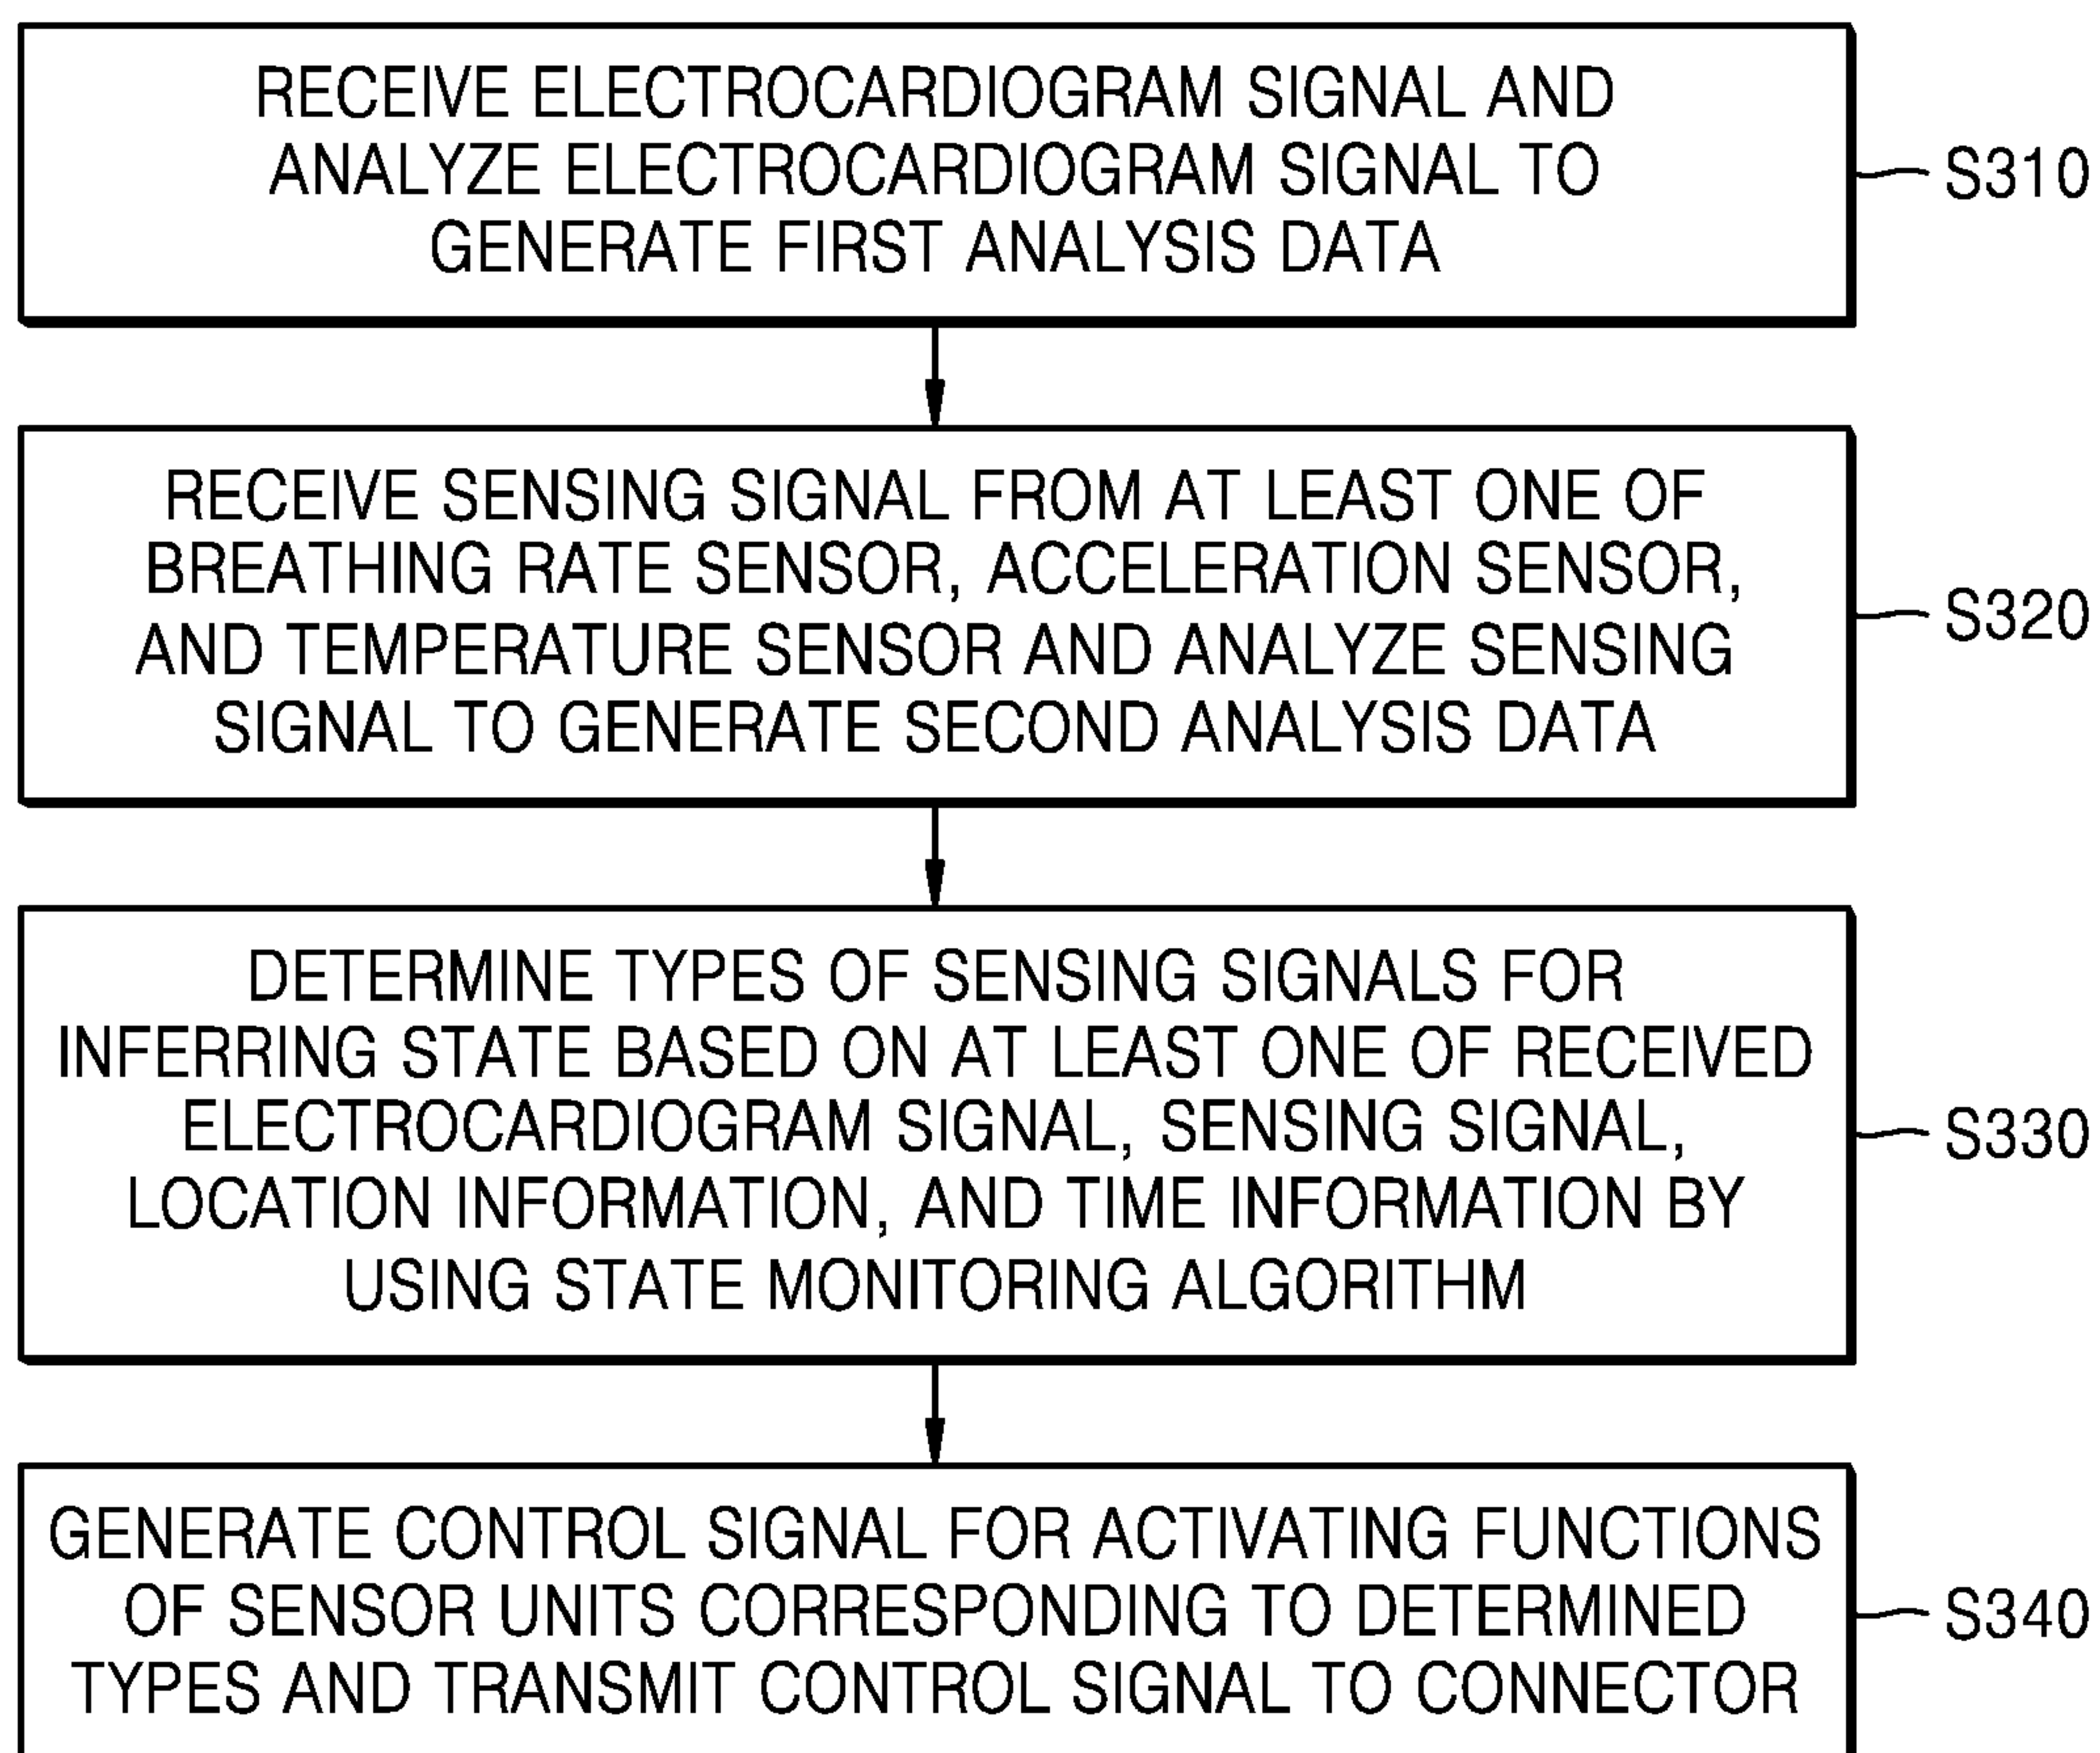 RECEIVE ELECTROCARDIOGRAM SIGNAL AND
ANALYZE ELECTROCARDIOGRAM SIGNAL TO
GENERATE FIRST ANALYSIS DATA
S310
RECEIVE SENSING SIGNAL FROM AT LEAST ONE OF
BREATHING RATE SENSOR, ACCELERATION SENSOR,
AND TEMPERATURE SENSOR AND ANALYZE SENSING
SIGNAL TO GENERATE SECOND ANALYSIS DATA
S320
DETERMINE TYPES OF SENSING SIGNALS FOR
INFERRING STATE BASED ON AT LEAST ONE OF RECEIVED
ELECTROCARDIOGRAM SIGNAL, SENSING SIGNAL,
LOCATION INFORMATION, AND TIME INFORMATION BY
USING STATE MONITORING ALGORITHM
S330
GENERATE CONTROL SIGNAL FOR ACTIVATING FUNCTIONS
OF SENSOR UNITS CORRESPONDING TO DETERMINED
TYPES AND TRANSMIT CONTROL SIGNAL TO CONNECTOR
S340